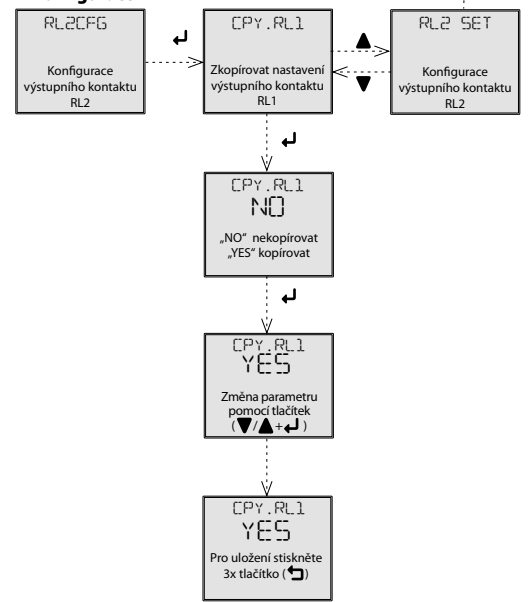 RL2CFG
Konfigurace
výstupního kontaktu
RL2
CPY.RL1
Zkopírovat nastavení
výstupního kontaktu
RL1
RL2 SET
Konfigurace
výstupního kontaktu
RL2
CPY.RL1
NO
„NO“ nekopírovat
„YES“ kopírovat
CPY.RL1
YES
Změna parametru
pomocí tlačítek
(▼/▲+↵)
CPY.RL1
YES
Pro uložení stiskněte
3x tlačítko (⮌)